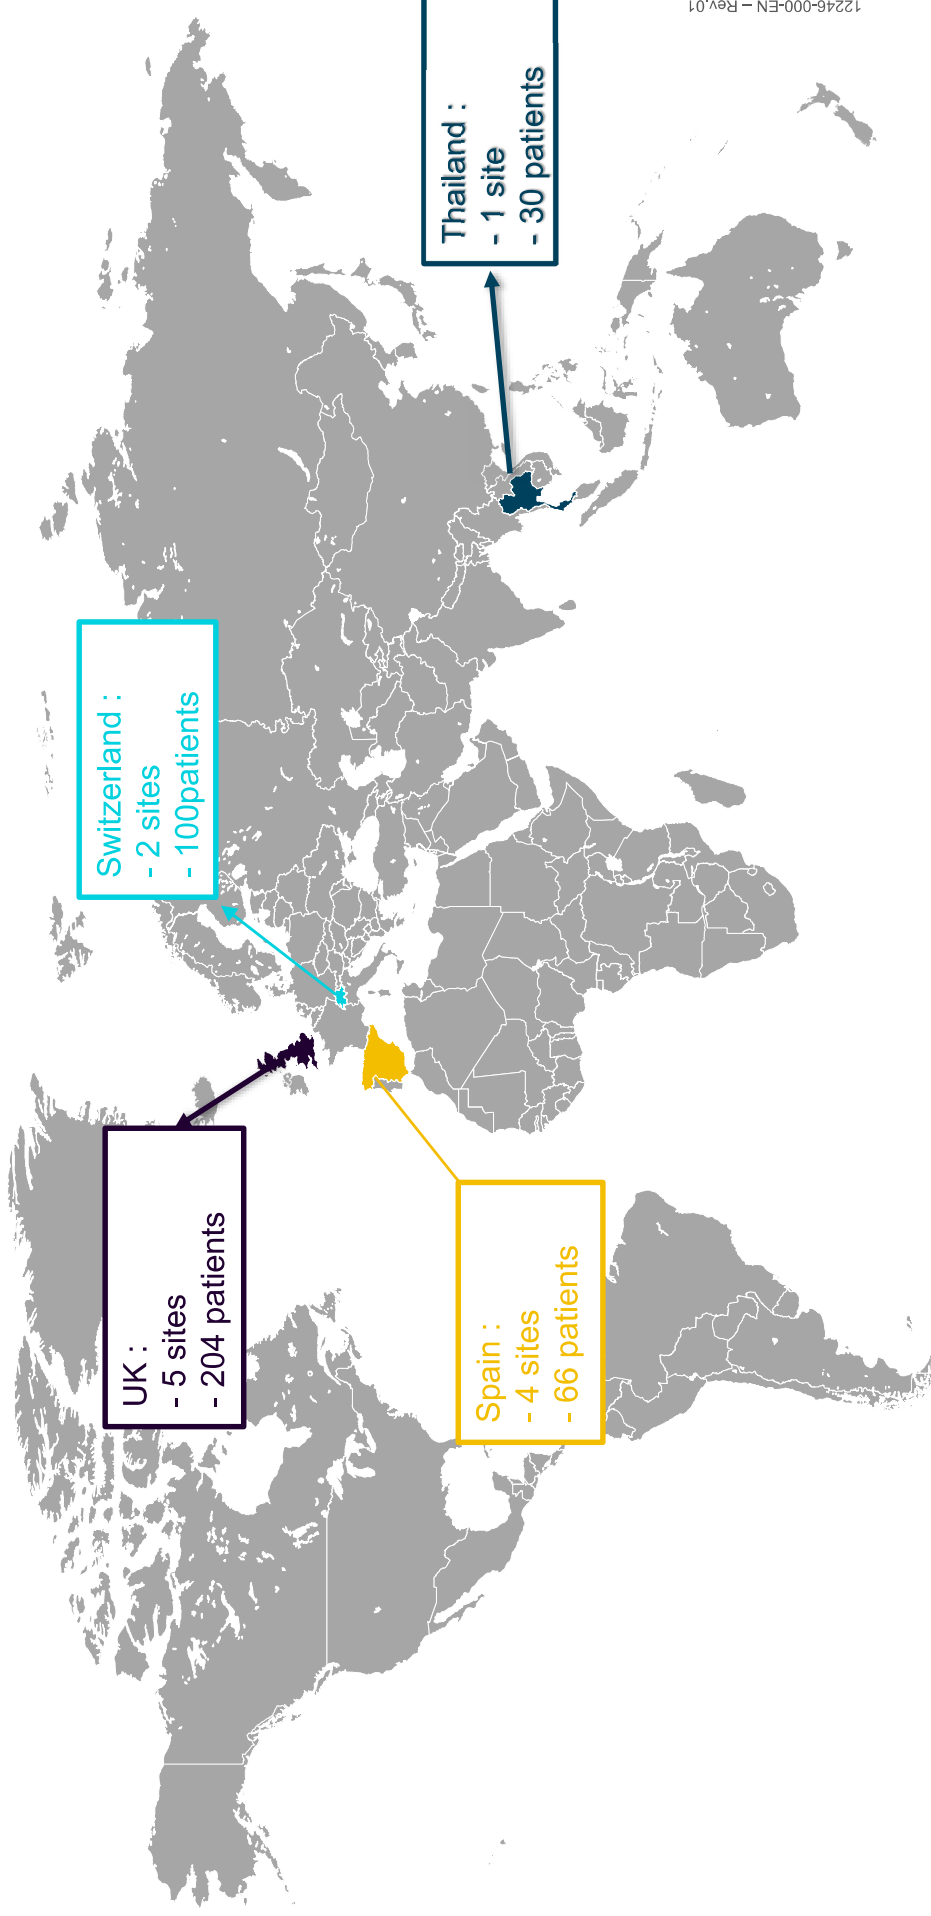 Switzerland :
- 2 sites
- 100patients
UK :
- 5 sites
- 204 patients
Thailand :
- 1 site
- 30 patients
Spain :
- 4 sites
- 66 patients
12246-000-EN – Rev.01